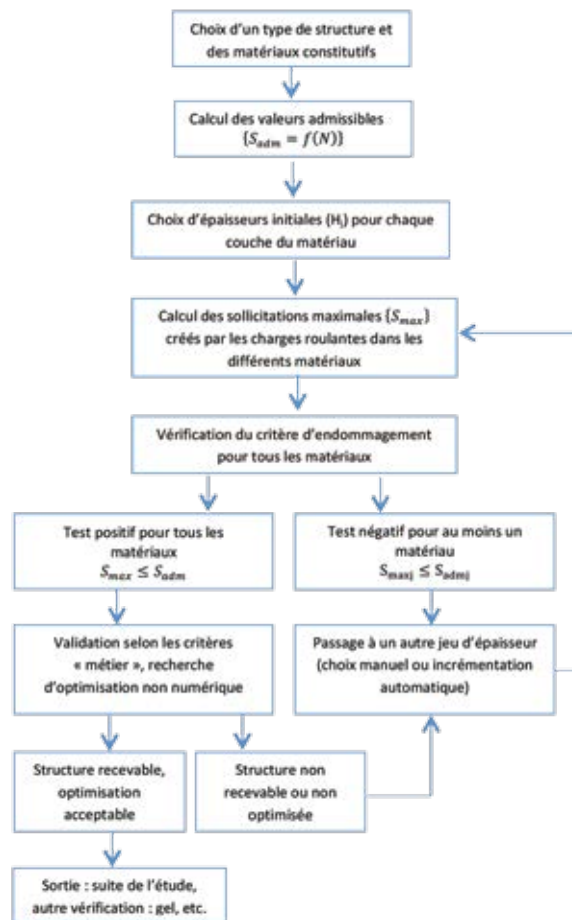 Choix d'un type de structure et
des matériaux constitutifs
Calcul des valeurs admissibles
{S_adm = f(N)}
Choix d'épaisseurs initiales (H_i) pour chaque
couche du matériau
Calcul des sollicitations maximales {S_max}
créés par les charges roulantes dans les
différents matériaux
Vérification du critère d'endommagement
pour tous les matériaux
Test positif pour tous les
matériaux
S_max ≤ S_adm
Test négatif pour au moins un
matériau
S_maxj ≤ S_admj
Validation selon les critères
« métier », recherche
d'optimisation non numérique
Passage à un autre jeu d'épaisseur
(choix manuel ou incrémentation
automatique)
Structure recevable,
optimisation
acceptable
Structure non
recevable ou non
optimisée
Sortie : suite de l'étude,
autre vérification : gel, etc.